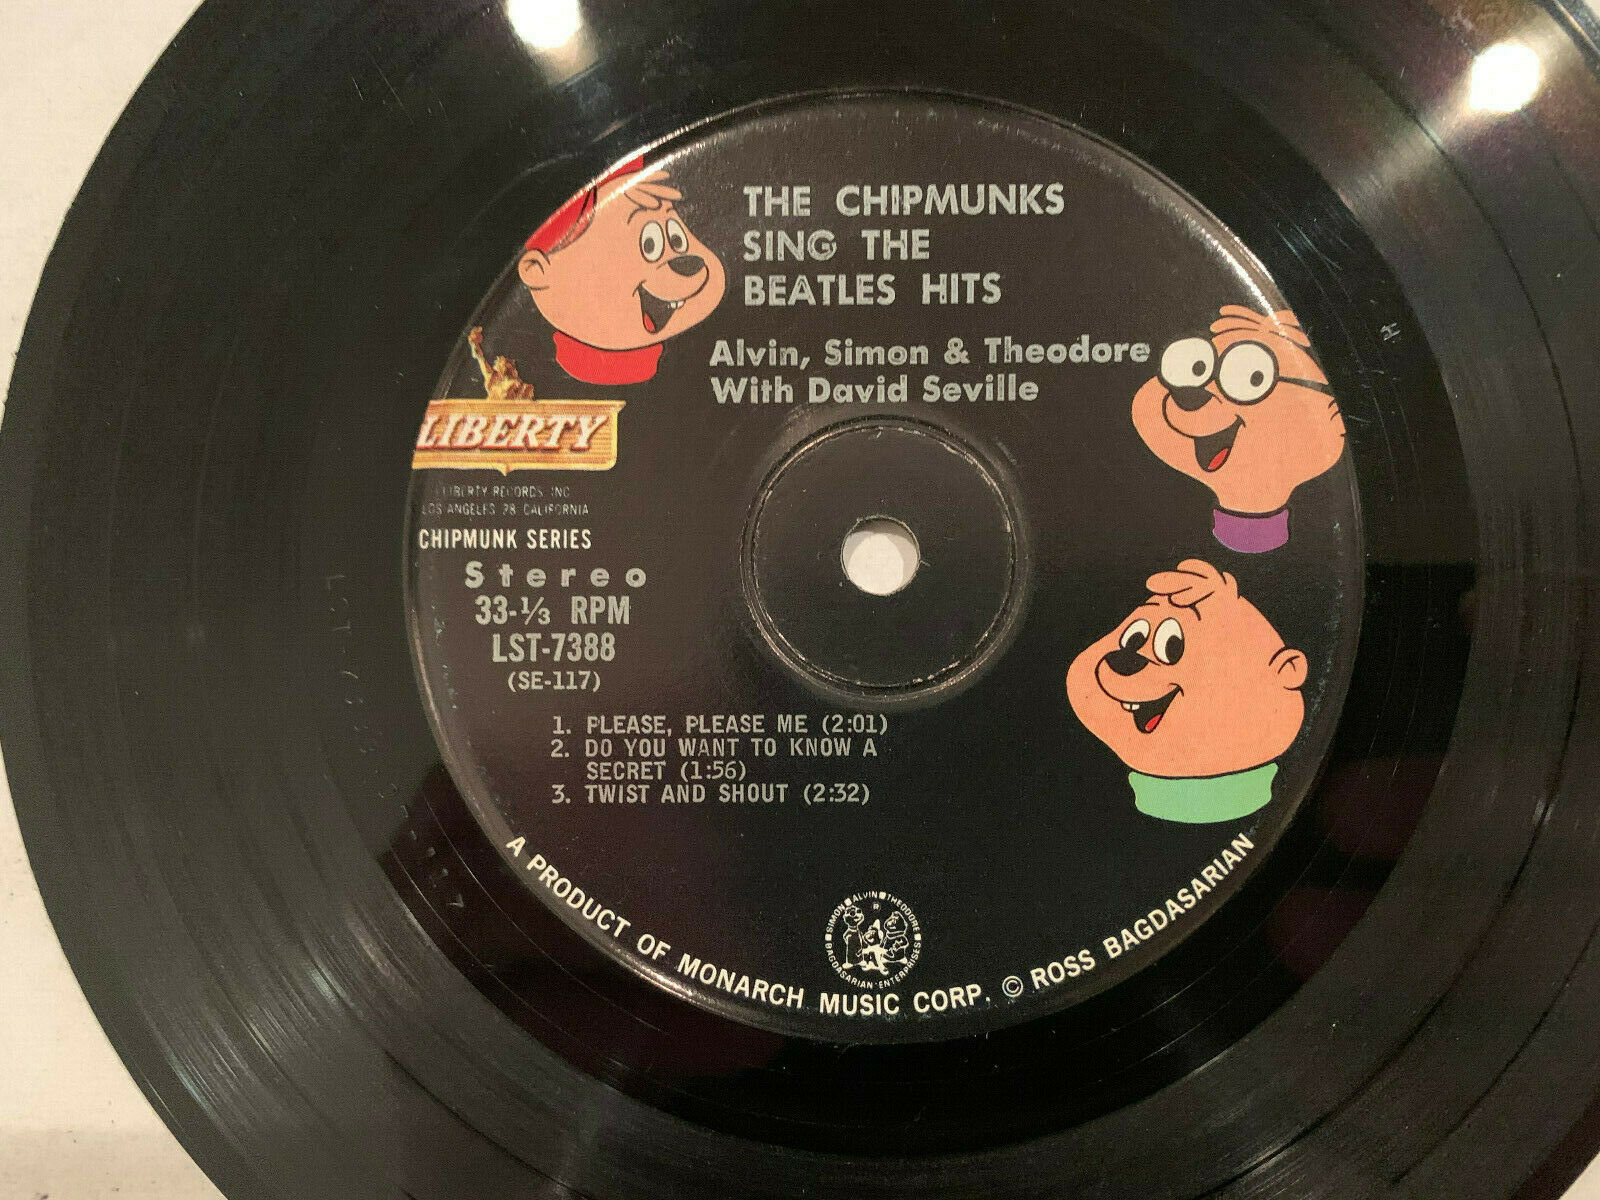 THE CHIPMUNKS
SING THE
BEATLES HITS
Alvin, Simon & Theodore
With David Seville
LIBERTY
LIBERTY RECORDS INC
LOS ANGELES 28 CALIFORNIA
CHIPMUNK SERIES
Stereo
33-⅓ RPM
LST-7388
(SE-117)
1. PLEASE, PLEASE ME (2:01)
2. DO YOU WANT TO KNOW A
SECRET (1:56)
3. TWIST AND SHOUT (2:32)
SIMON ■ ALVIN ■ THEODORE ■ BAGDASARIAN ENTERPRISES
A PRODUCT OF MONARCH MUSIC CORP. © ROSS BAGDASARIAN